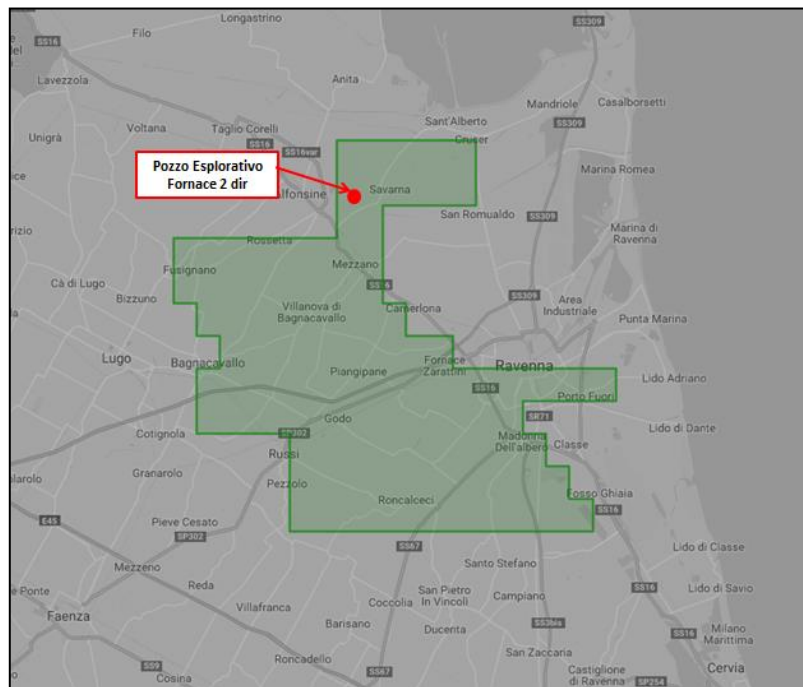 Longastrino
SS309
Filo
SS16
del
Lavezzola
Anita
Mandriole
Casalborsetti
Sant'Alberto
Voltana
Taglio Corelli
SS309
Unigrà
SS16
Cruser
SS16var
Pozzo Esplorativo
Fornace 2 dir
Marina Romea
Savarna
lfonsine
San Romualdo
SS309
Marina di
Ravenna
Rossetta
Mezzano
Fusignano
Cà di Lugo
SS16
Bizzuno
SS309
Area
Industriale
Villanova di
Bagnacavallo
Camerlona
Punta Marina
Lugo
Bagnacavallo
Fornace
Zarattini
Ravenna
Piangipane
Lido Adriano
SS16
Porto Fuori
Godo
SR71
Lido di Dante
Cotignola
SP302
Madonna
Dell'albero
Classe
Russi
Granarolo
Pezzolo
Roncalceci
Fosso Ghiaia
SS16
E45
Pieve Cesato
SP302
SS67
Lido di Classe
Mezzeno
Santo Stefano
Reda
SS16
Lido di Savio
e Ponte
San Pietro
In Vincoli
Campiano
Villafranca
Coccolia
Faenza
Barisano
Ducenta
SS3bis
SS16
Milano
Marittima
San Zaccaria
Roncadello
SS9
Cosina
SS67
Castiglione
di Ravenna
Cervia
SP254